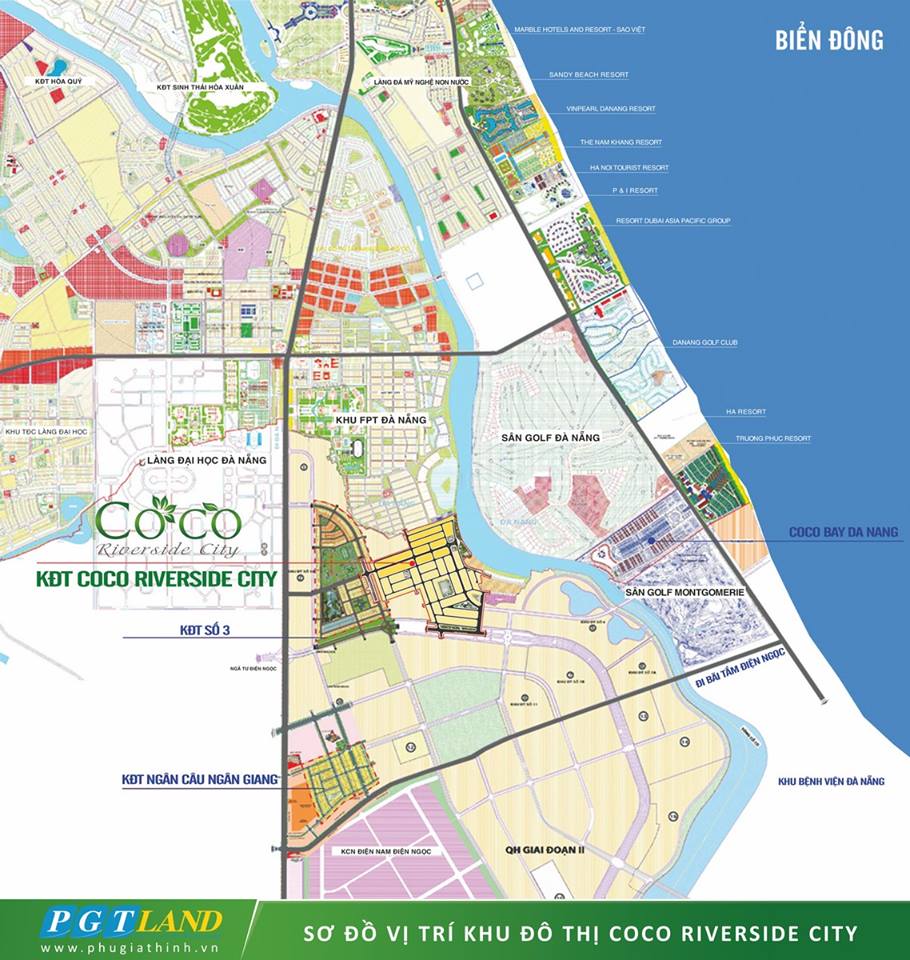 MARBLE HOTELS AND RESORT - SAO VIỆT
BIỂN ĐÔNG
SANDY BEACH RESORT
KĐT HÒA QUÝ
KĐT SINH THÁI HÒA XUÂN
LÀNG ĐÁ MỸ NGHỆ NON NƯỚC
VINPEARL DANANG RESORT
THE NAM KHANG RESORT
HA NOI TOURIST RESORT
P & I RESORT
RESORT DUBAI ASIA PACIFIC GROUP
DANANG GOLF CLUB
HA RESORT
KHU TĐC LÀNG ĐẠI HỌC
KHU FPT ĐÀ NẴNG
SÂN GOLF ĐÀ NẴNG
TRUONG PHUC RESORT
LÀNG ĐẠI HỌC ĐÀ NẴNG
Coco
Riverside City
COCO BAY DA NANG
KĐT COCO RIVERSIDE CITY
SÂN GOLF MONTGOMERIE
KĐT SỐ 3
NGÃ TƯ ĐIỆN NGỌC
ĐI BÃI TẮM ĐIỆN NGỌC
KĐT NGÂN CÂU NGÂN GIANG
KHU BỆNH VIỆN ĐÀ NẴNG
KCN ĐIỆN NAM ĐIỆN NGỌC
QH GIAI ĐOẠN II
PGTLAND
www.phugiathinh.vn
SƠ ĐỒ VỊ TRÍ KHU ĐÔ THỊ COCO RIVERSIDE CITY